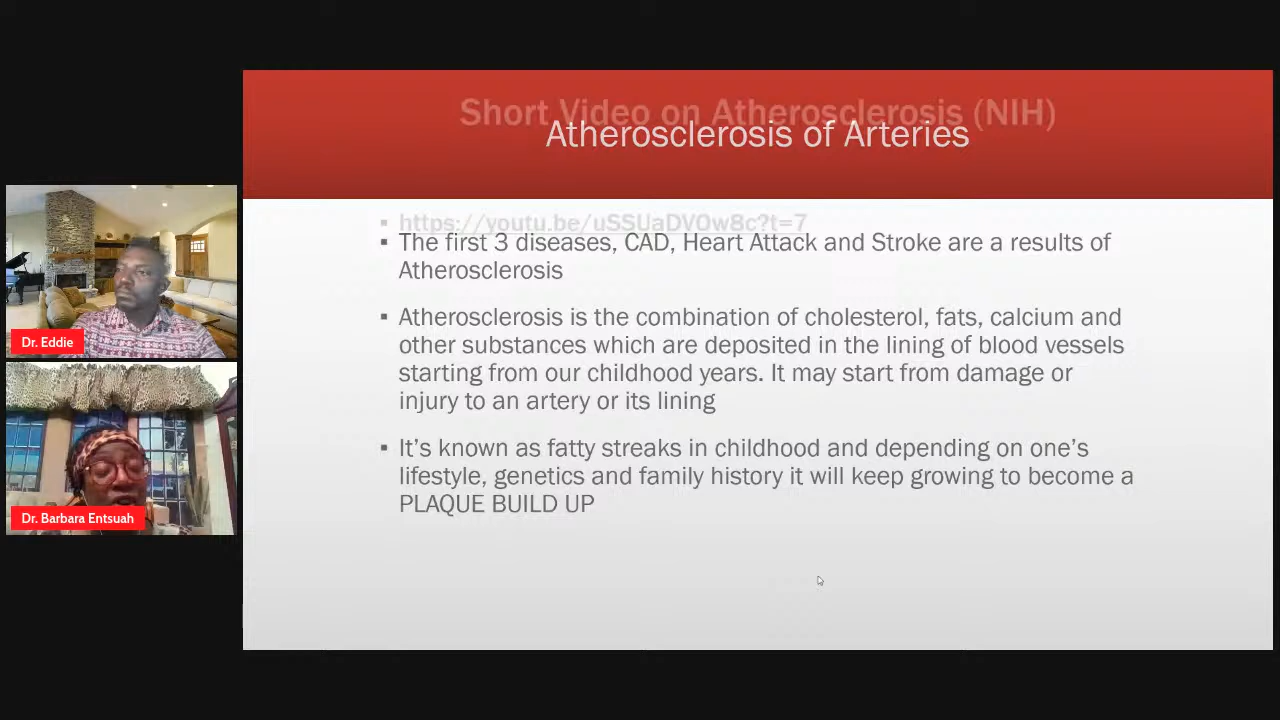 Short Video on Atherosclerosis (NIH)
Atherosclerosis of Arteries
▪ https://youtu.be/uSSUaDVOw8c?t=7
▪ The first 3 diseases, CAD, Heart Attack and Stroke are a results of
Atherosclerosis
▪ Atherosclerosis is the combination of cholesterol, fats, calcium and
other substances which are deposited in the lining of blood vessels
starting from our childhood years. It may start from damage or
injury to an artery or its lining
▪ It’s known as fatty streaks in childhood and depending on one’s
lifestyle, genetics and family history it will keep growing to become a
PLAQUE BUILD UP
Dr. Eddie
Dr. Barbara Entsuah